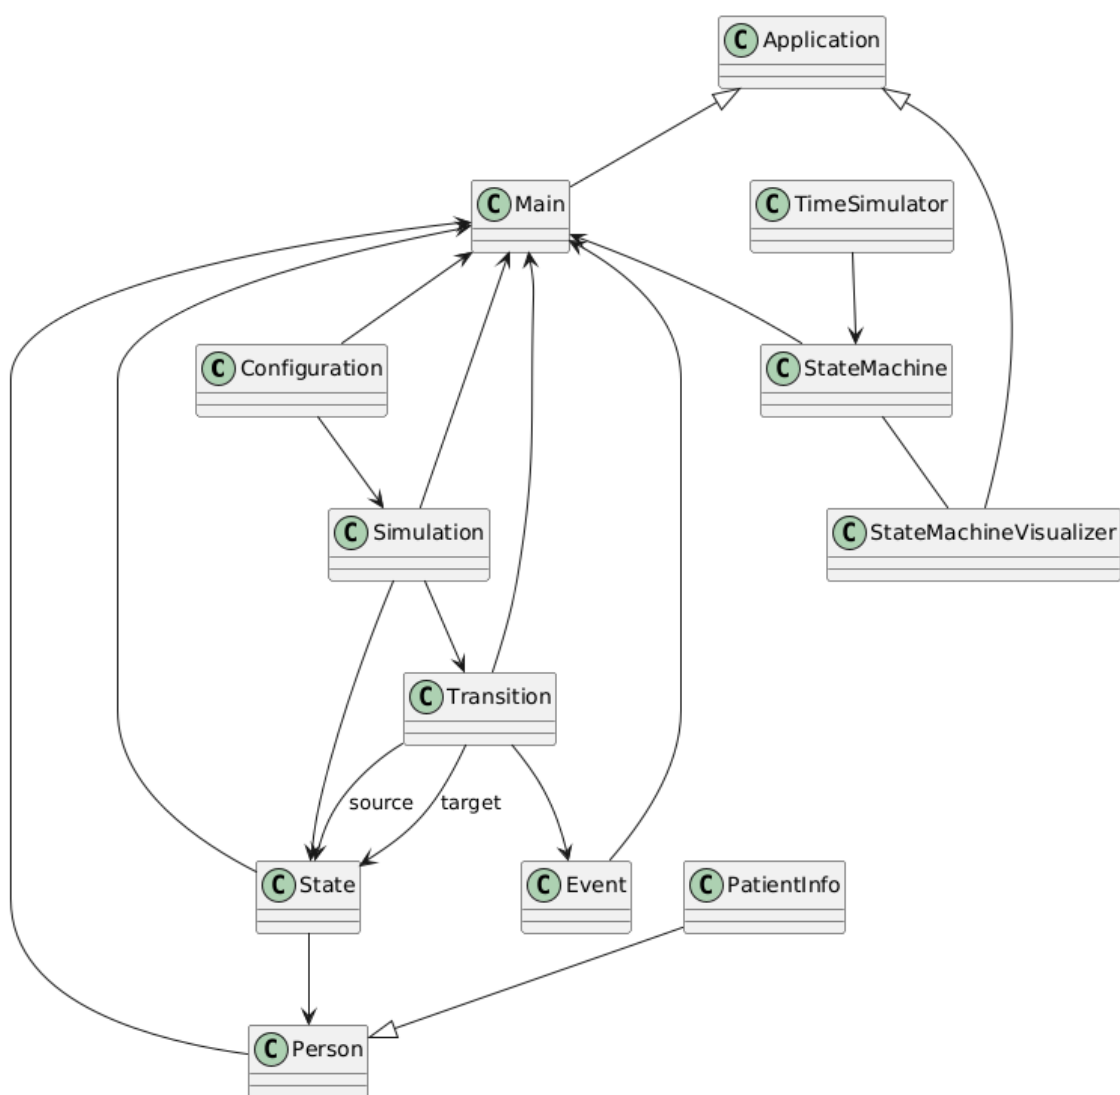 C Application
C Main
C TimeSimulator
C Configuration
C StateMachine
C Simulation
C StateMachineVisualizer
C Transition
source
target
C State
C Event
C PatientInfo
C Person